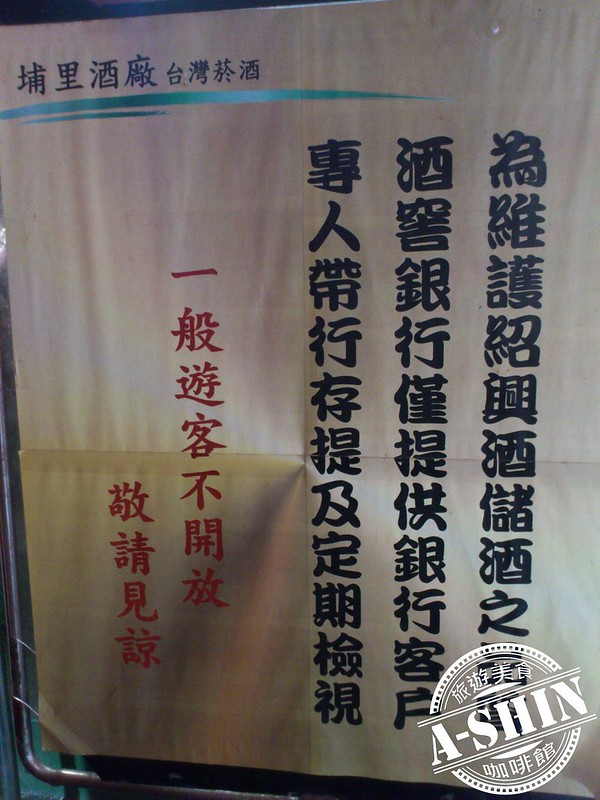 埔里酒廠 台灣菸酒
為維護紹興酒儲酒之
酒窖銀行僅提供銀行客戶
專人帶行存提及定期檢視
一般遊客不開放
敬請見諒
旅遊美食
A-SHIN
咖啡館